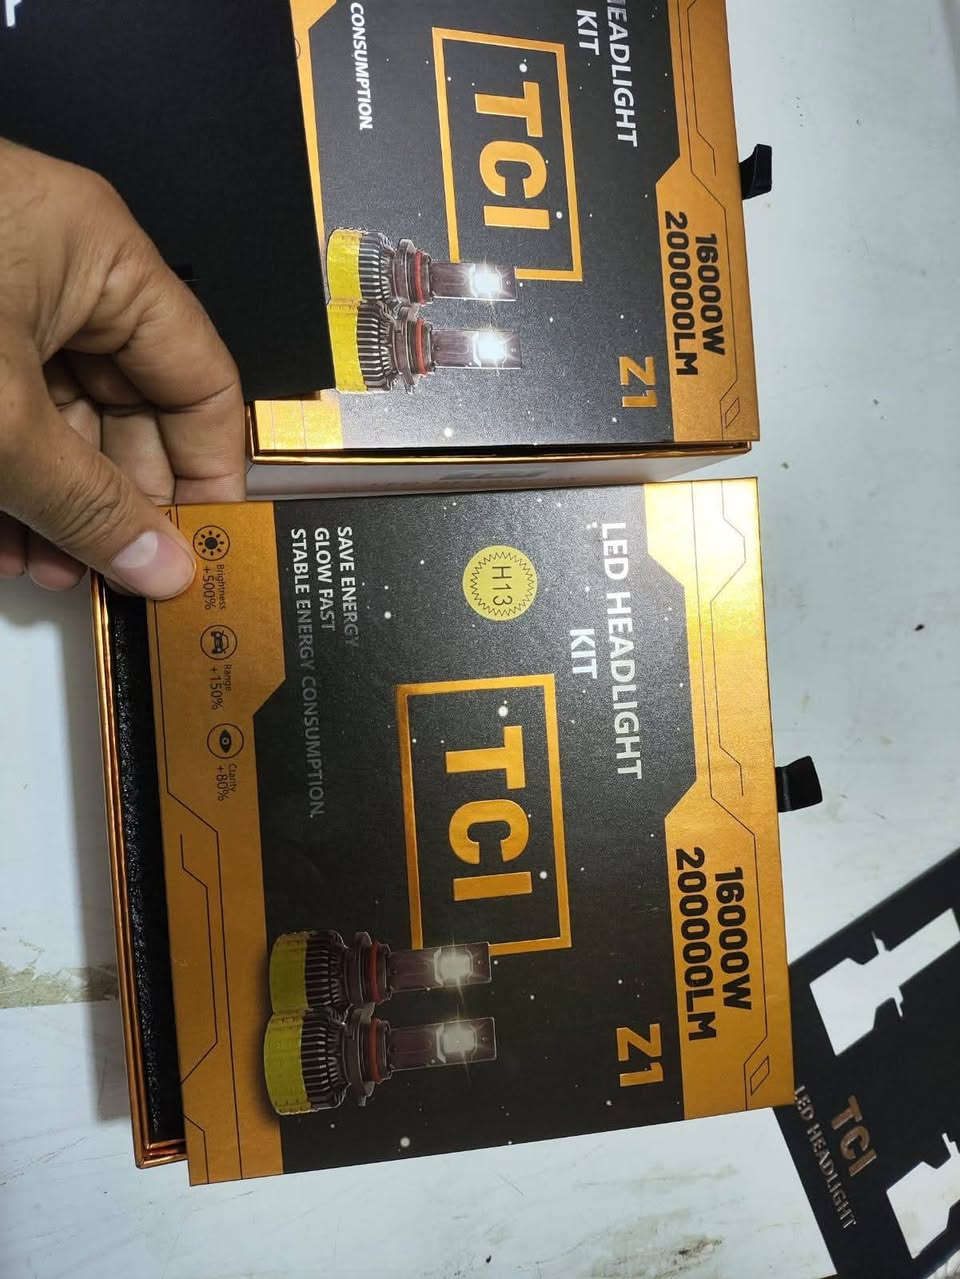 CONSUMPTION
HEADLIGHT
KIT
TCI
16000W
200000LM
Z1
LED HEADLIGHT
KIT
H13
TCI
16000W
200000LM
Z1
SAVE ENERGY
GLOW FAST
STABLE ENERGY CONSUMPTION
Brightness
+500%
Range
+150%
Clarity
+80%
TCI
LED HEADLIGHT